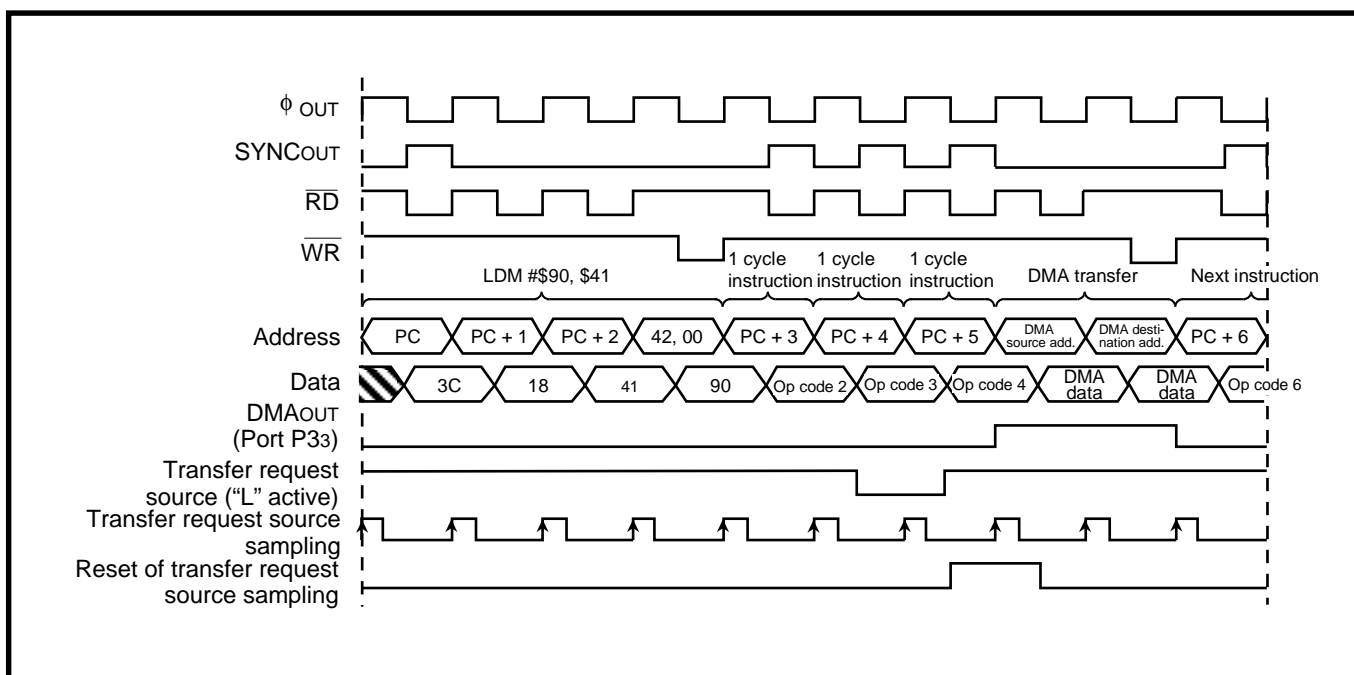 φ OUT
SYNCOUT
RD
WR
1 cycle instruction
1 cycle instruction
1 cycle instruction
LDM #$90, $41
DMA transfer
Next instruction
Address
PC
PC + 1
PC + 2
42, 00
PC + 3
PC + 4
PC + 5
DMA source add.
DMA desti-nation add.
PC + 6
Data
3C
18
41
90
Op code 2
Op code 3
Op code 4
DMA data
DMA data
Op code 6
DMAOUT
(Port P33)
Transfer request
source (“L” active)
Transfer request source
sampling
Reset of transfer request
source sampling